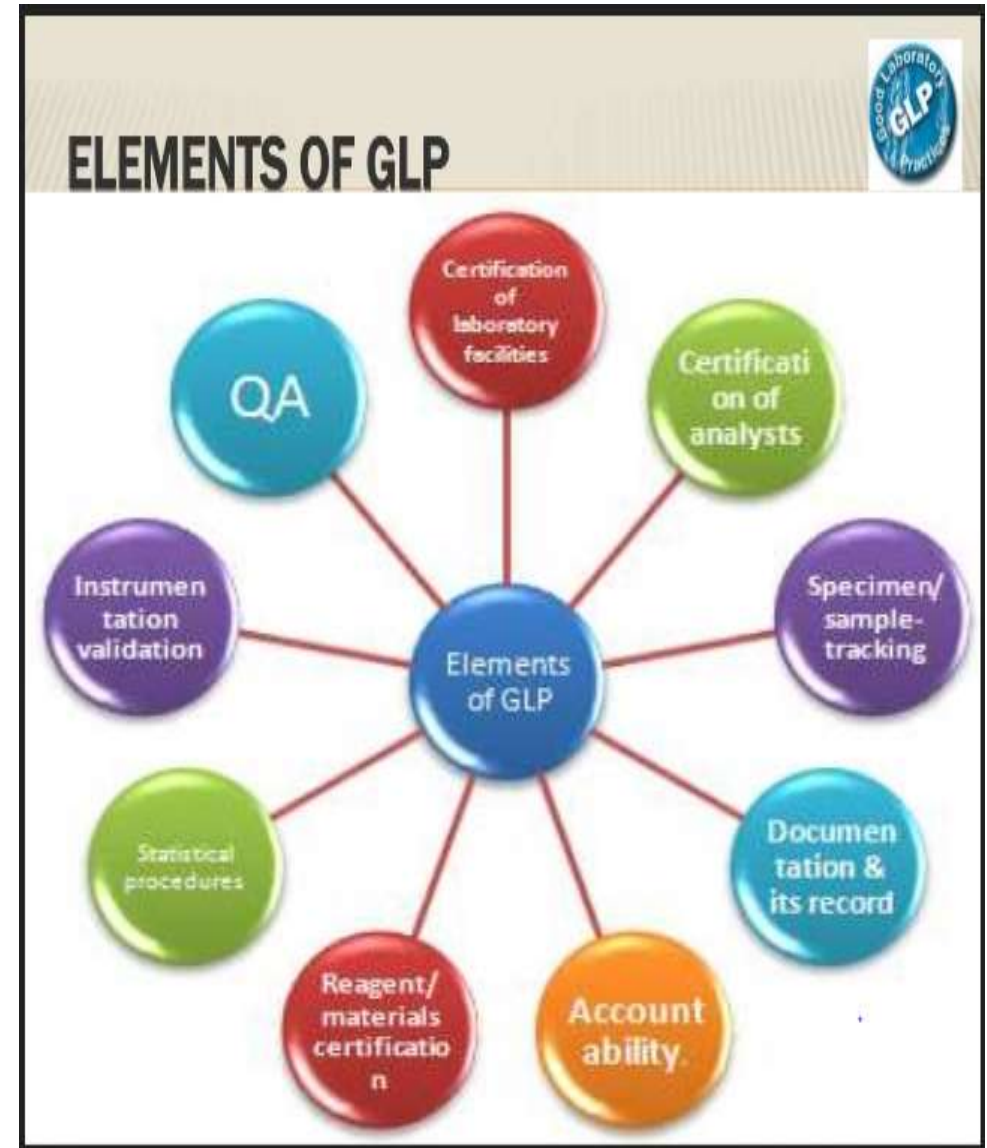 ELEMENTS OF GLP
Good Laboratory
GLP
Practices
Certification
of
laboratory
facilities
Certificati
on of
analysts
Specimen/
sample-
tracking
Documen
tation &
its record
Account
ability.
Reagent/
materials
certificatio
n
Statistical
procedures
Instrumen
tation
validation
QA
Elements
of GLP